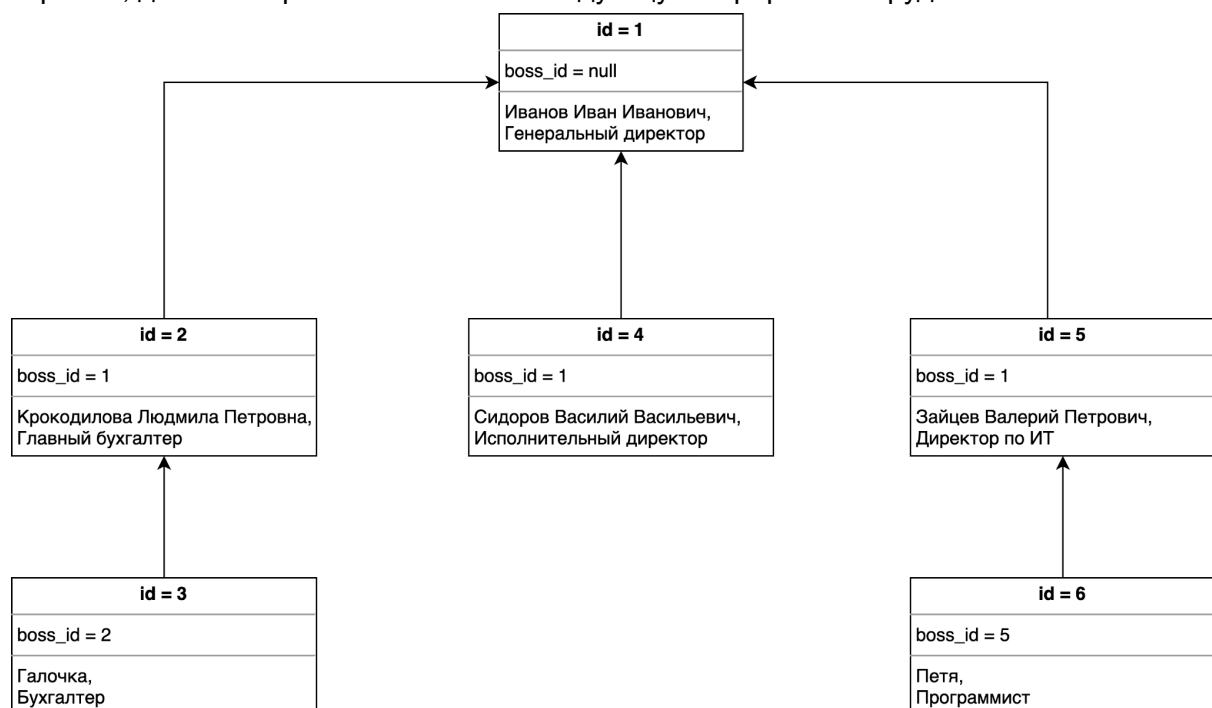 id = 1
boss_id = null
Иванов Иван Иванович,
Генеральный директор
id = 2
boss_id = 1
Крокодилова Людмила Петровна,
Главный бухгалтер
id = 4
boss_id = 1
Сидоров Василий Васильевич,
Исполнительный директор
id = 5
boss_id = 1
Зайцев Валерий Петрович,
Директор по ИТ
id = 3
boss_id = 2
Галочка,
Бухгалтер
id = 6
boss_id = 5
Петя,
Программист